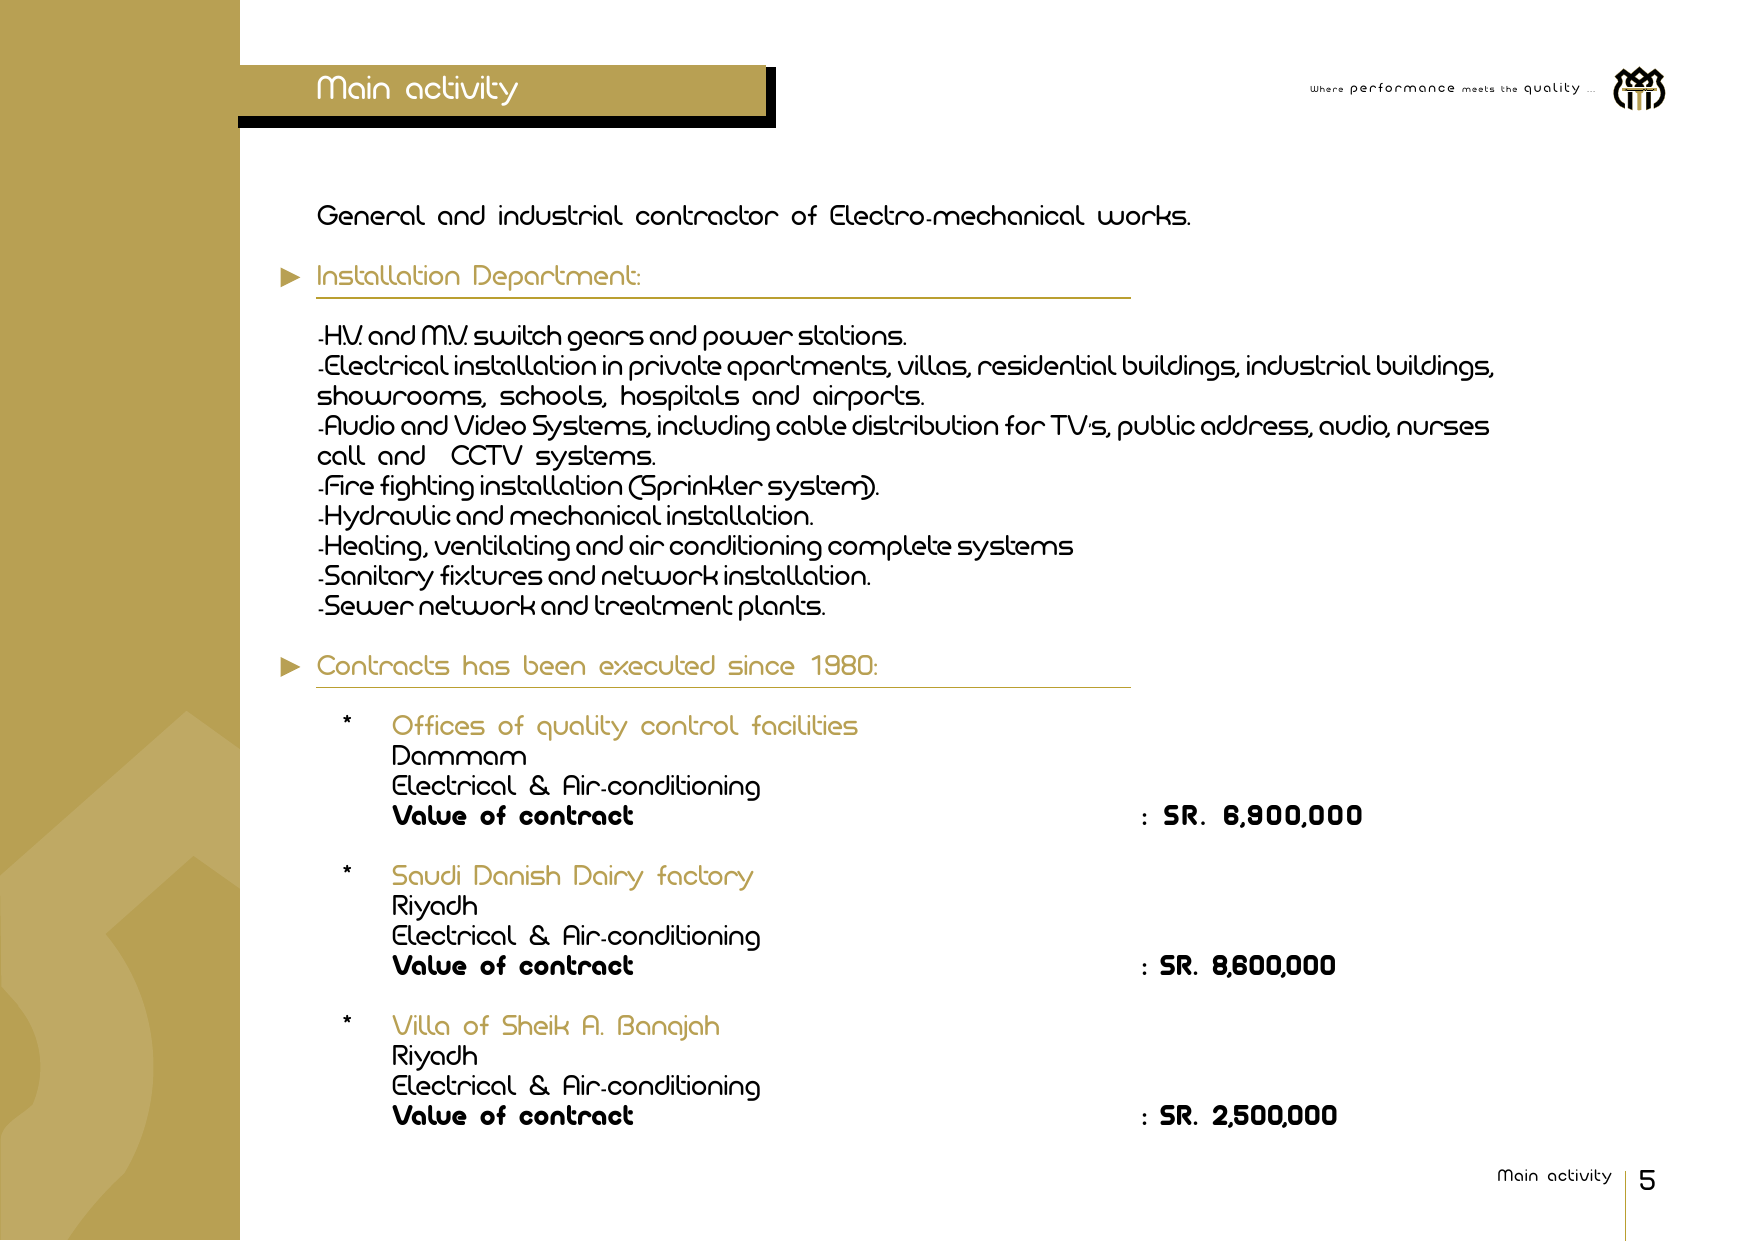 Main activity
Where performance meets the quality ...
General and industrial contractor of Electro-mechanical works.
► Installation Department:
-H.V. and M.V. switch gears and power stations.
-Electrical installation in private apartments, villas, residential buildings, industrial buildings,
showrooms, schools, hospitals and airports.
-Audio and Video Systems, including cable distribution for TV's, public address, audio, nurses
call and CCTV systems.
-Fire fighting installation (Sprinkler system).
-Hydraulic and mechanical installation.
-Heating, ventilating and air conditioning complete systems
-Sanitary fixtures and network installation.
-Sewer network and treatment plants.
► Contracts has been executed since 1980:
* Offices of quality control facilities
Dammam
Electrical & Air-conditioning
Value of contract : SR. 6,900,000
* Saudi Danish Dairy factory
Riyadh
Electrical & Air-conditioning
Value of contract : SR. 8,600,000
* Villa of Sheik A. Banajah
Riyadh
Electrical & Air-conditioning
Value of contract : SR. 2,500,000
Main activity 5